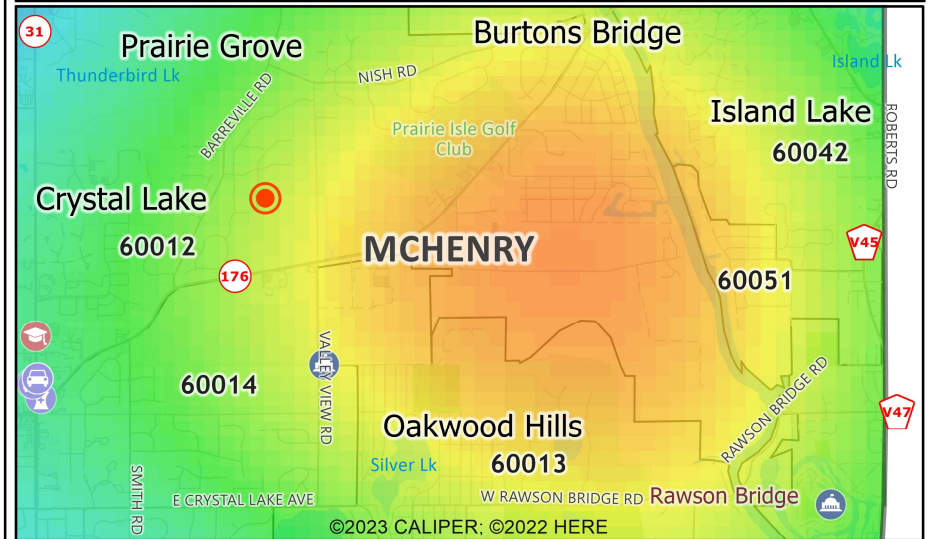 31
Prairie Grove
Burtons Bridge
Thunderbird Lk
NISH RD
Island Lk
BARREVILLE RD
Island Lake
ROBERTS RD
Prairie Isle Golf
Club
60042
Crystal Lake
60012
MCHENRY
V45
176
60051
VALLEY VIEW RD
60014
RAWSON BRIDGE RD
V47
Oakwood Hills
Silver Lk
60013
SMITH RD
E CRYSTAL LAKE AVE
W RAWSON BRIDGE RD
Rawson Bridge
©2023 CALIPER; ©2022 HERE